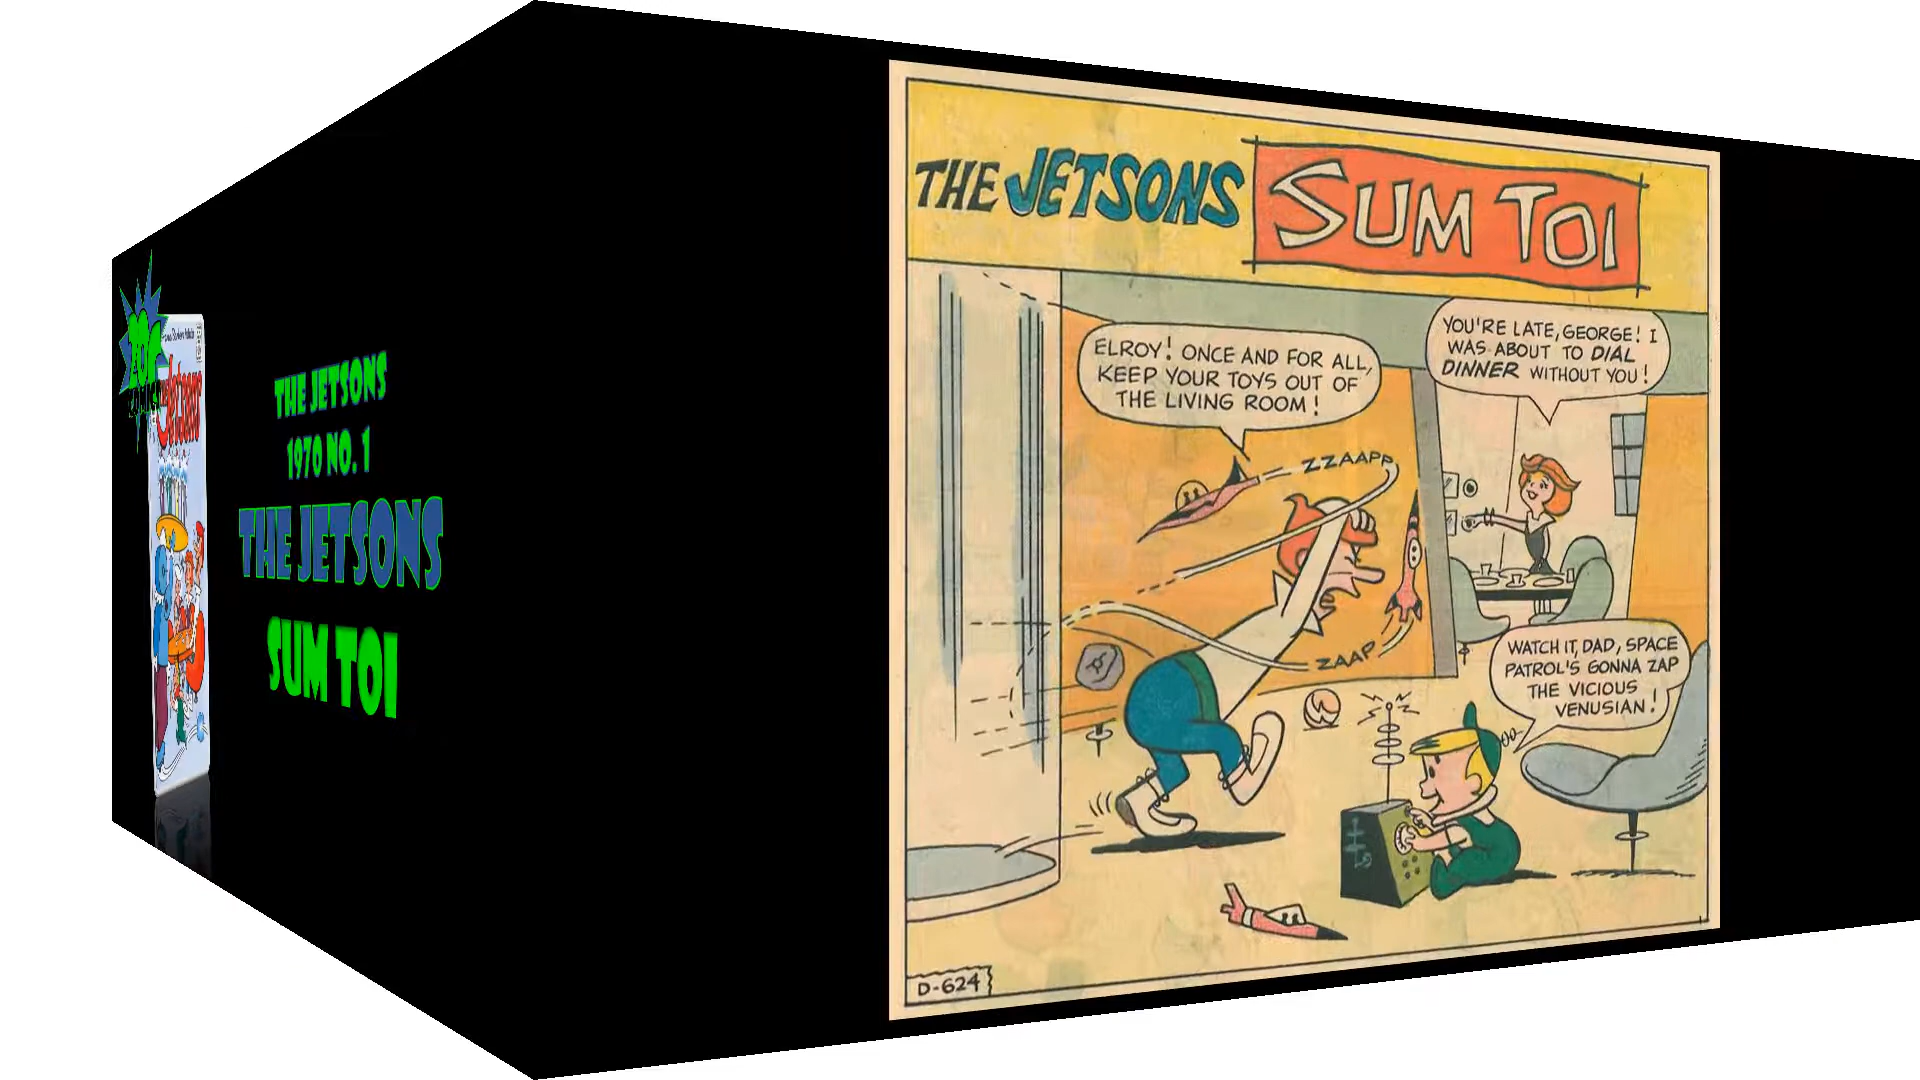 THE JETSONS
1970 NO. 1
THE JETSONS
SUM TOI
Jetsons
THE JETSONS
SUM TOI
ELROY! ONCE AND FOR ALL,
KEEP YOUR TOYS OUT OF
THE LIVING ROOM!
YOU'RE LATE, GEORGE! I
WAS ABOUT TO DIAL
DINNER WITHOUT YOU!
ZZAAPP
ZAAP
WATCH IT, DAD, SPACE
PATROL'S GONNA ZAP
THE VICIOUS
VENUSIAN!
D-624